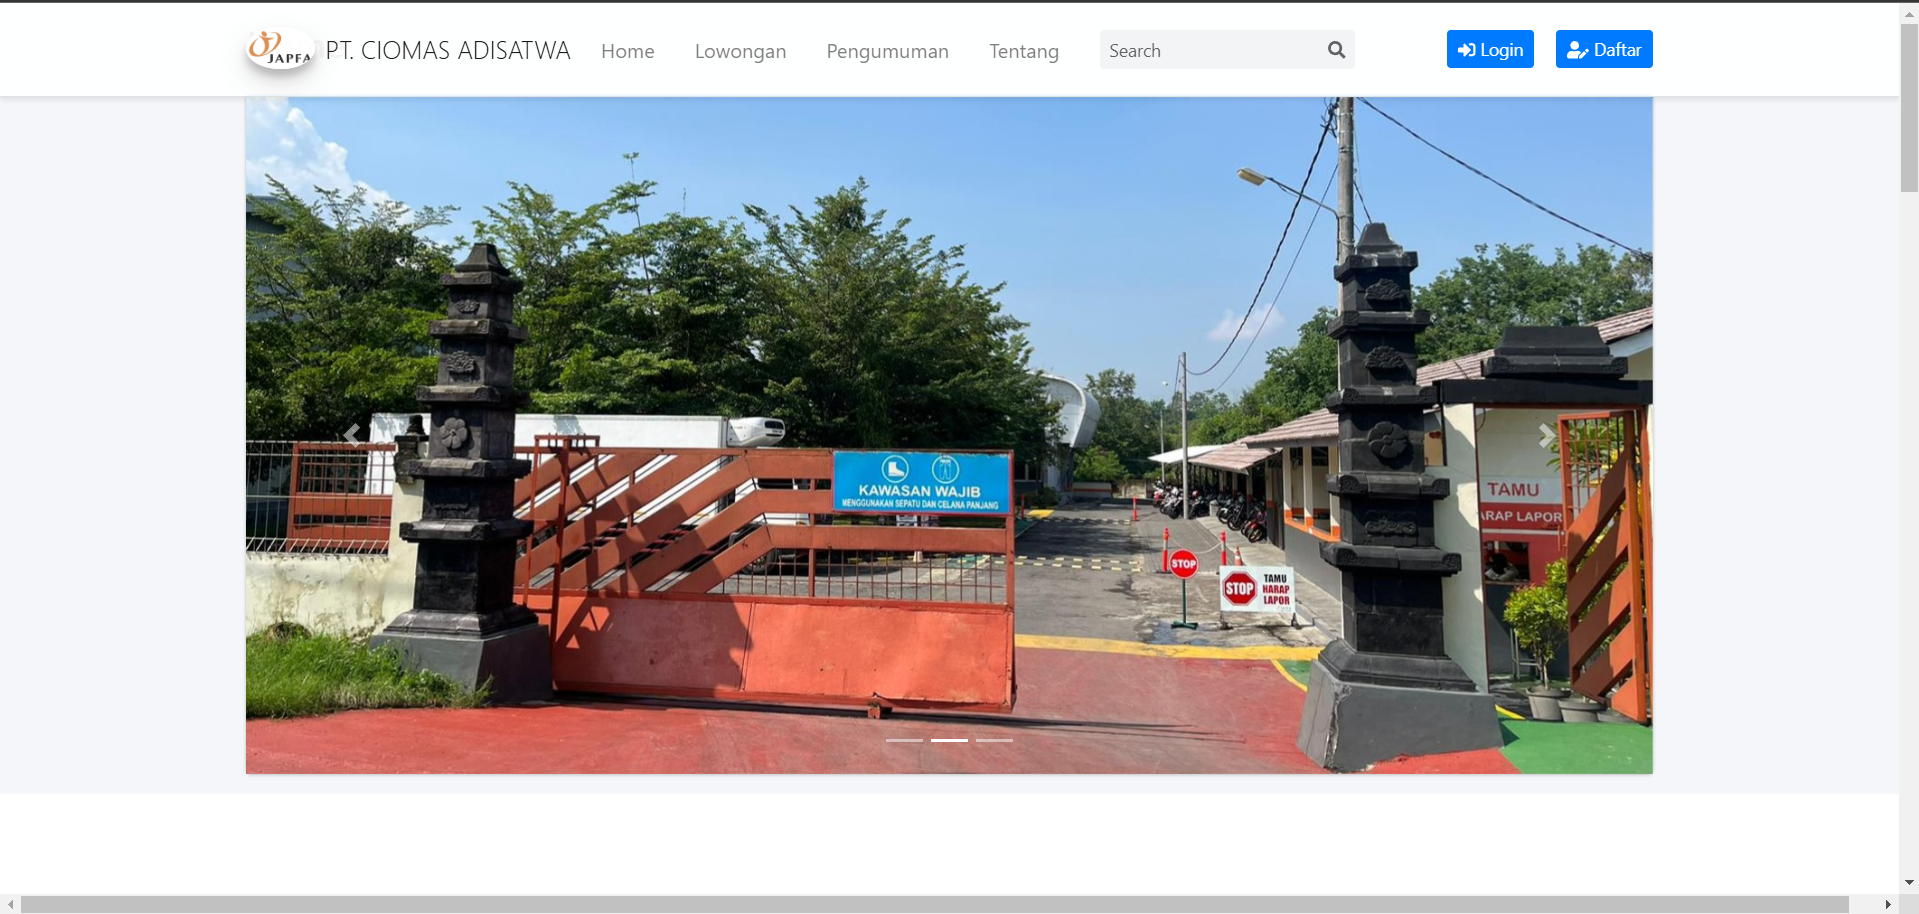 JAPFA
PT. CIOMAS ADISATWA
Home
Lowongan
Pengumuman
Tentang
Search
Login
Daftar
KAWASAN WAJIB
MENGGUNAKAN SEPATU DAN CELANA PANJANG
TAMU
HARAP LAPOR
STOP
STOP
TAMU
HARAP
LAPOR